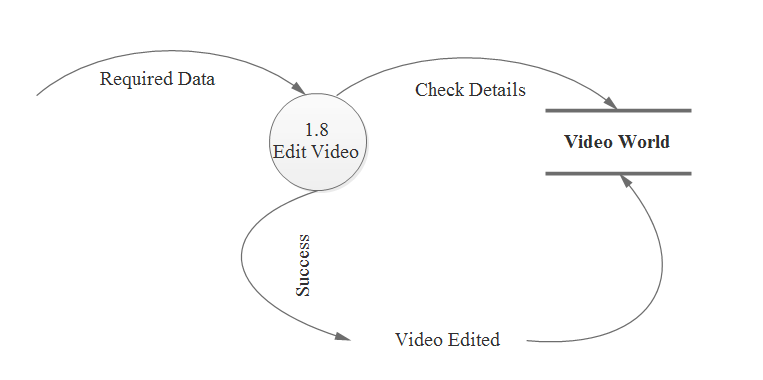 Required Data
Check Details
1.8
Edit Video
Video World
Success
Video Edited